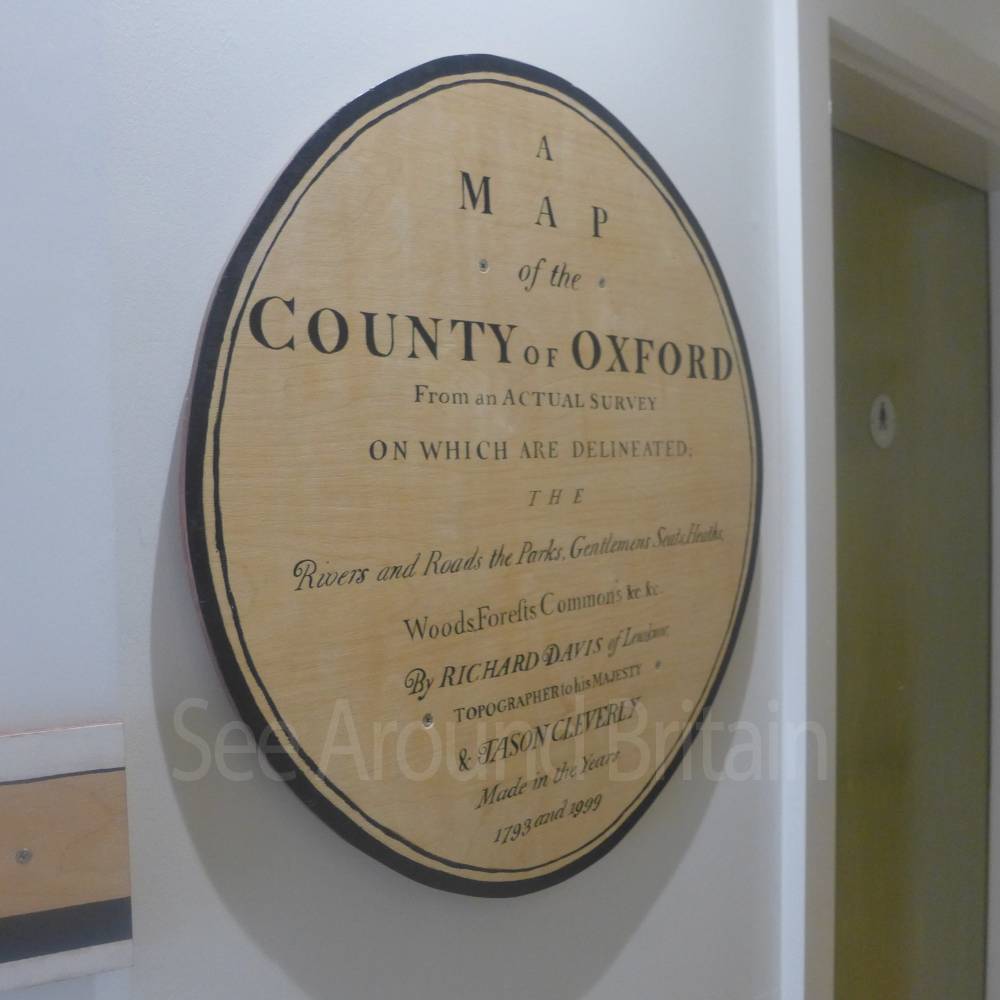 A
MAP
of the
COUNTY OF OXFORD
From an ACTUAL SURVEY
ON WHICH ARE DELINEATED;
THE
Rivers and Roads the Parks, Gentlemens Seats, Heaths,
Woods, Foreſts Common's &c &c.
By RICHARD DAVIS of Lewknor
TOPOGRAPHER to his MAJESTY
& JASON CLEVERLY
Made in the Years
1793 and 1999
See Around Britain